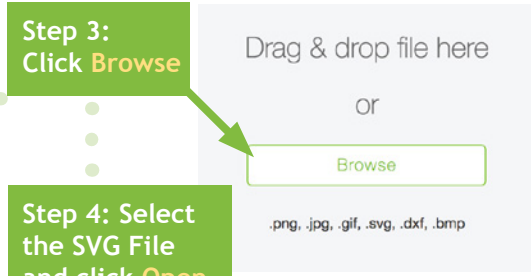 Step 3:
Click Browse
Drag & drop file here
or
Browse
.png, .jpg, .gif, .svg, .dxf, .bmp
Step 4: Select
the SVG File
and click Open